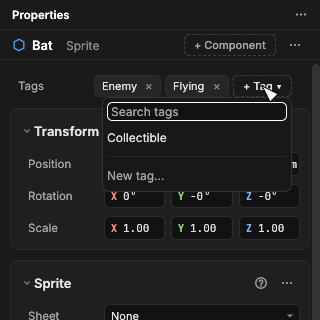 Properties
Bat Sprite + Component
Tags Enemy × Flying × + Tag ▾
Search tags
Collectible
New tag...
Transform
Position m
Rotation X 0° Y -0° Z -0°
Scale X 1.00 Y 1.00 Z 1.00
Sprite
Sheet None